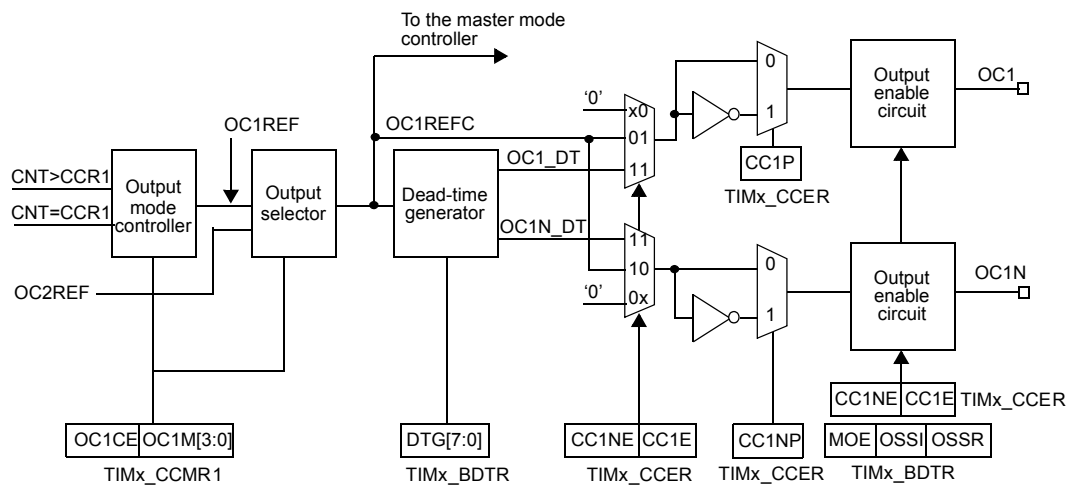 To the master mode
controller
OC1REF
OC1REFC
‘0’
x0
01
11
OC1_DT
0
1
CC1P
TIMx_CCER
Output
enable
circuit
OC1
CNT>CCR1
CNT=CCR1
Output
mode
controller
Output
selector
Dead-time
generator
OC1N_DT
11
10
0x
‘0’
0
1
Output
enable
circuit
OC1N
OC2REF
CC1NE CC1E TIMx_CCER
OC1CE OC1M[3:0]
TIMx_CCMR1
DTG[7:0]
TIMx_BDTR
CC1NE CC1E
TIMx_CCER
CC1NP
TIMx_CCER
MOE OSSI OSSR
TIMx_BDTR